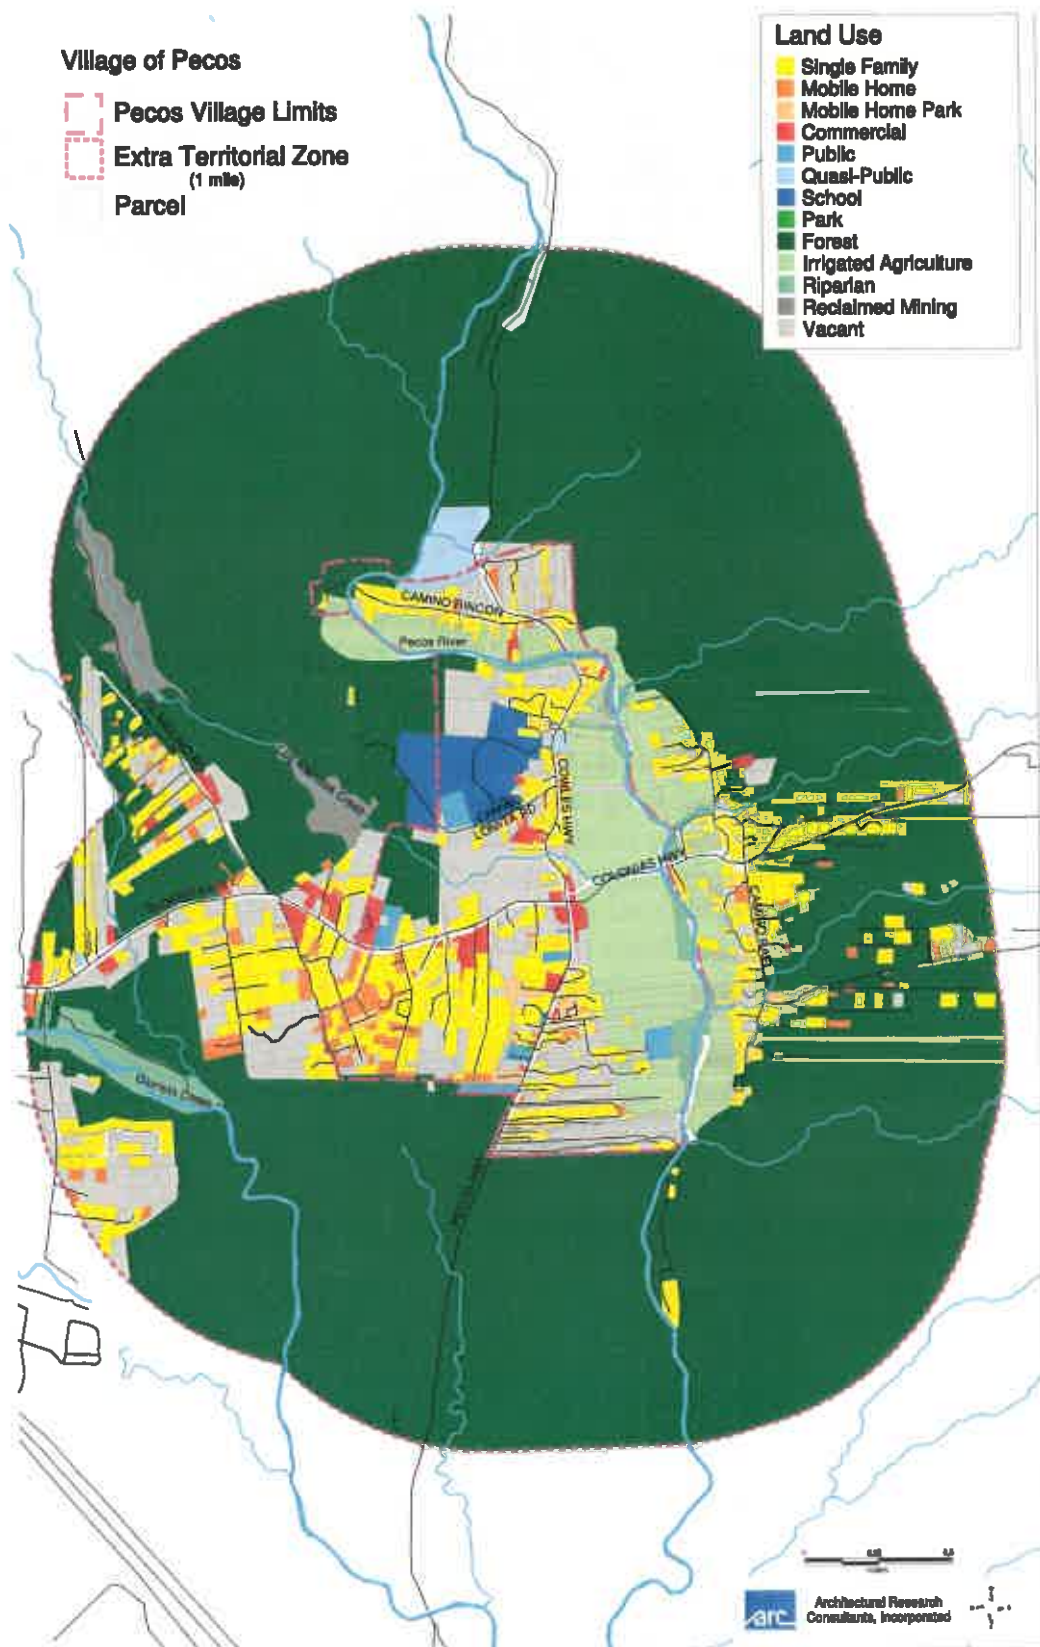 Village of Pecos
Pecos Village Limits
Extra Territorial Zone
(1 mile)
Parcel
Land Use
Single Family
Mobile Home
Mobile Home Park
Commercial
Public
Quasi-Public
School
Park
Forest
Irrigated Agriculture
Riparian
Reclaimed Mining
Vacant
CAMINO RINCON
Pecos River
COWLES HWY
COLONIAS HWY
arc
Architectural Research
Consultants, Incorporated